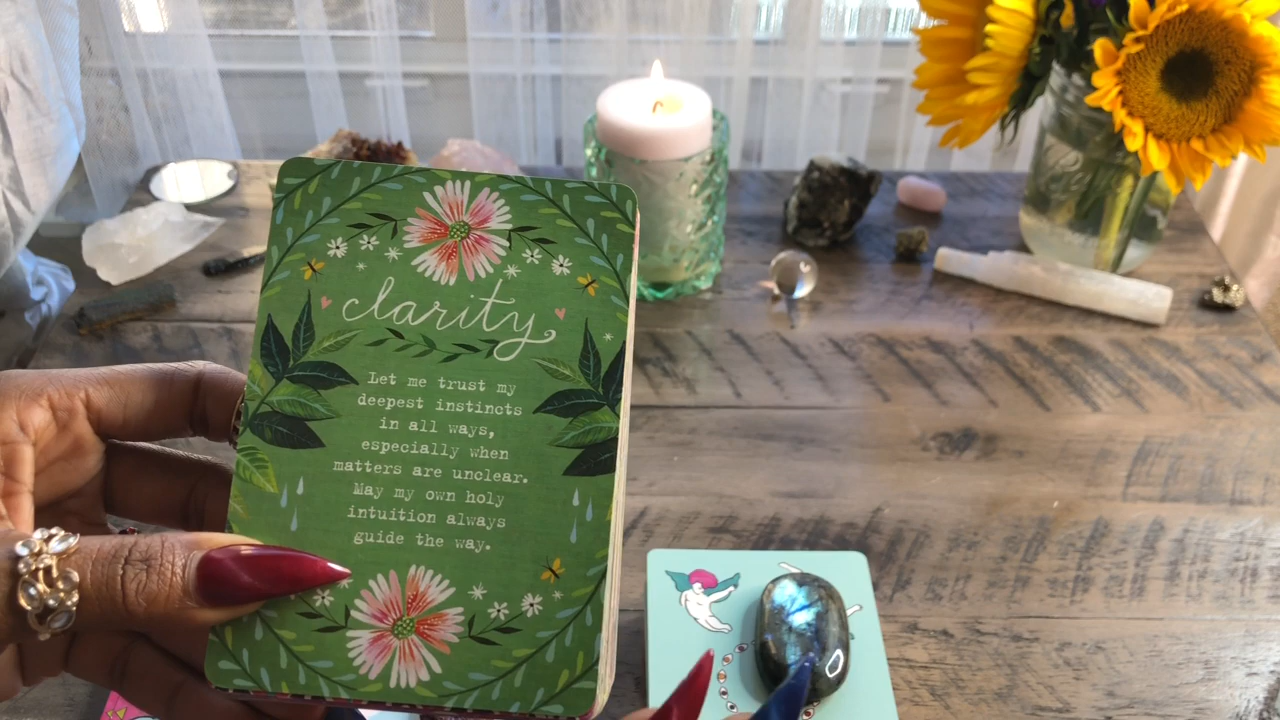 clarity
Let me trust my
deepest instincts
in all ways,
especially when
matters are unclear.
May my own holy
intuition always
guide the way.